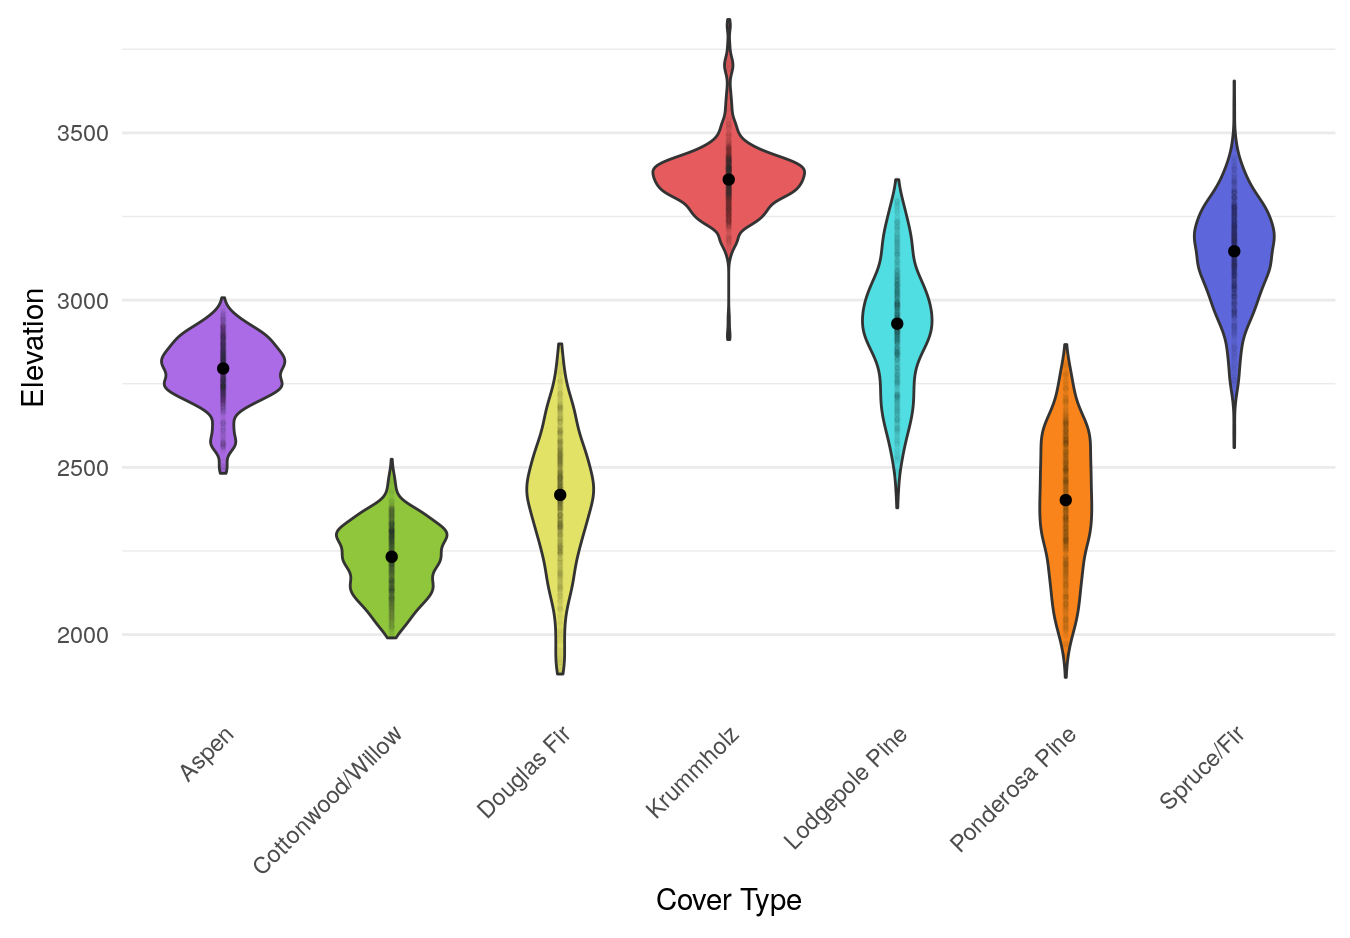 Elevation
3500
3000
2500
2000
Aspen
Cottonwood/Willow
Douglas Fir
Krummholz
Lodgepole Pine
Ponderosa Pine
Spruce/Fir
Cover Type